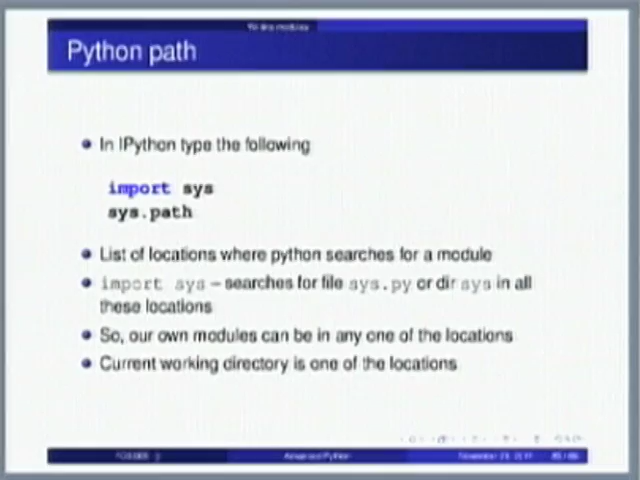 Python path
In IPython type the following
import sys
sys.path
List of locations where python searches for a module
import sys – searches for file sys.py or dir sys in all
these locations
So, our own modules can be in any one of the locations
Current working directory is one of the locations
Advanced Python